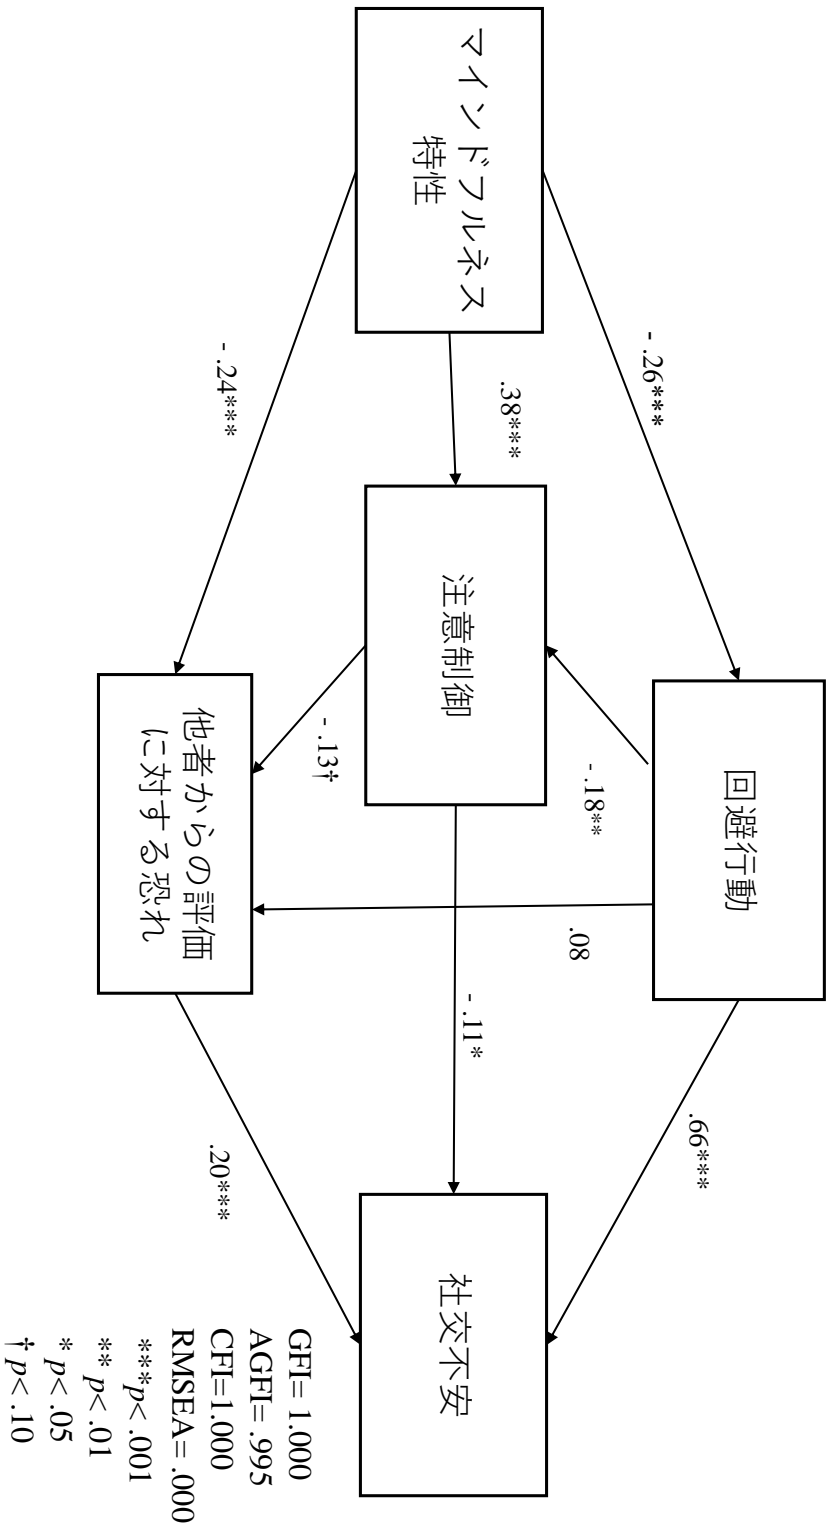 回避行動
- .26***
.66***
-.18**
.08
マインドフルネス
特性
.38***
注意制御
- .11*
社交不安
- .13†
- .24***
他者からの評価
に対する恐れ
.20***
GFI= 1.000
AGFI= .995
CFI=1.000
RMSEA= .000
***p< .001
** p< .01
* p< .05
† p< .10